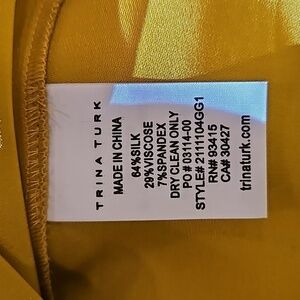 TRINA TURK
MADE IN CHINA
64%SILK
29%VISCOSE
7%SPANDEX
DRY CLEAN ONLY
PO # 03114-00
STYLE# 2111104GG1
RN# 93415
CA# 30427
trinaturk.com